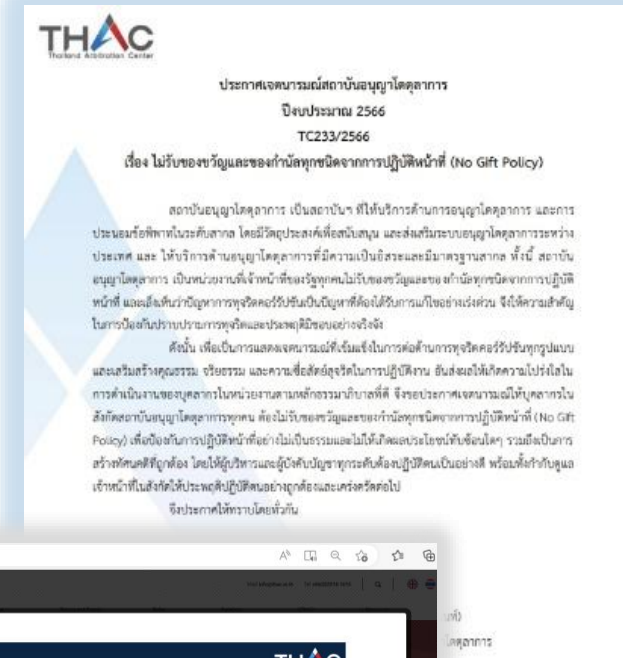 THAC
Thailand Arbitration Center
ประกาศเจตนารมณ์สถาบันอนุญาโตตุลาการ
ปีงบประมาณ 2566
TC233/2566
เรื่อง ไม่รับของขวัญและของกำนัลทุกชนิดจากการปฏิบัติหน้าที่ (No Gift Policy)
สถาบันอนุญาโตตุลาการ เป็นสถาบันฯ ที่ให้บริการด้านการอนุญาโตตุลาการ และการ
ประนอมข้อพิพาทในระดับสากล โดยมีวัตถุประสงค์เพื่อสนับสนุน และส่งเสริมระบบอนุญาโตตุลาการระหว่าง
ประเทศ และ ให้บริการด้านอนุญาโตตุลาการที่มีความเป็นอิสระและมีมาตรฐานสากล ทั้งนี้ สถาบัน
อนุญาโตตุลาการ เป็นหน่วยงานที่เจ้าหน้าที่ของรัฐทุกคนไม่รับของขวัญและของกำนัลทุกชนิดจากการปฏิบัติ
หน้าที่ และเล็งเห็นว่าปัญหาการทุจริตคอร์รัปชันเป็นปัญหาที่ต้องได้รับการแก้ไขอย่างเร่งด่วน จึงให้ความสำคัญ
ในการป้องกันปราบปรามการทุจริตและประพฤติมิชอบอย่างจริงจัง
ดังนั้น เพื่อเป็นการแสดงเจตนารมณ์ที่เข้มแข็งในการต่อต้านการทุจริตคอร์รัปชันทุกรูปแบบ
และเสริมสร้างคุณธรรม จริยธรรม และความซื่อสัตย์สุจริตในการปฏิบัติงาน อันส่งผลให้เกิดความโปร่งใสใน
การดำเนินงานของบุคลากรในหน่วยงานตามหลักธรรมาภิบาลที่ดี จึงขอประกาศเจตนารมณ์ให้บุคลากรใน
สังกัดสถาบันอนุญาโตตุลาการทุกคน ต้องไม่รับของขวัญและของกำนัลทุกชนิดจากการปฏิบัติหน้าที่ (No Gift
Policy) เพื่อป้องกันการปฏิบัติหน้าที่อย่างไม่เป็นธรรมและไม่ให้เกิดผลประโยชน์ทับซ้อนใดๆ รวมถึงเป็นการ
สร้างทัศนคติที่ถูกต้อง โดยให้ผู้บริหารและผู้บังคับบัญชาทุกระดับต้องปฏิบัติตนเป็นอย่างดี พร้อมทั้งกำกับดูแล
เจ้าหน้าที่ในสังกัดให้ประพฤติปฏิบัติตนอย่างถูกต้องและเคร่งครัดต่อไป
จึงประกาศให้ทราบโดยทั่วกัน
THAC